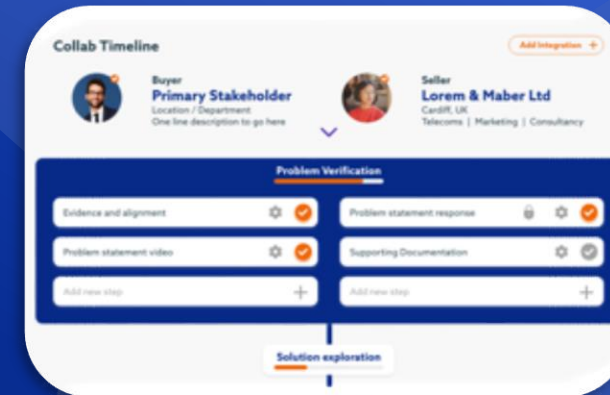 Collab Timeline
Add Integration +
Buyer
Primary Stakeholder
Location / Department
One line description to go here
Seller
Lorem & Maber Ltd
Cardiff, UK
Telecoms | Marketing | Consultancy
Problem Verification
Evidence and alignment
Problem statement response
Problem statement video
Supporting Documentation
Add new step +
Add new step +
Solution exploration